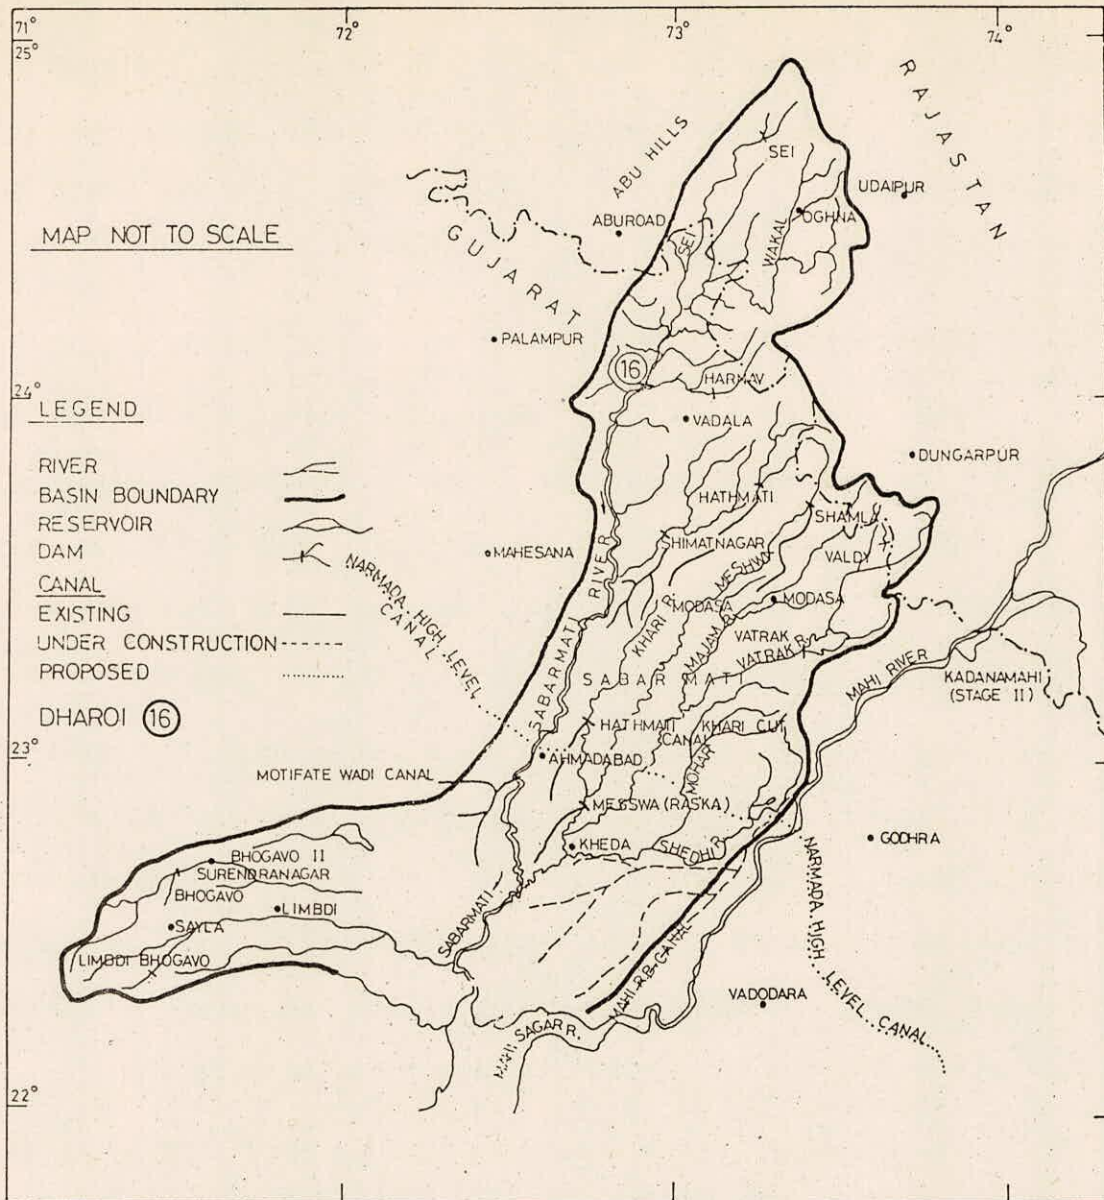 71°
25°
72°
73°
74°
RAJASTAN
ABU HILLS
SEI
UDAIPUR
OGHNA
ABUROAD
MAP NOT TO SCALE
GUJARAT
SEI
WAKAL
PALAMPUR
16
HARNAV
24°
LEGEND
VADALA
DUNGARPUR
RIVER
BASIN BOUNDARY
RESERVOIR
DAM
CANAL
EXISTING
UNDER CONSTRUCTION
PROPOSED
DHAROI 16
HATHMATI
SHAMLA
SHIMATNAGAR
MAHESANA
VALDY
MESHWA
NARMADA HIGH LEVEL
CANAL
SABARMATI RIVER
KHARI R.
MODASA
MODASA
MAJAM R.
VATRAK
VATRAK R.
SABARMATI
MAHI RIVER
KADANAMAHI
(STAGE II)
HATHMATI
CANAL
KHARI CUT
MOHAR
23°
AHMADABAD
MOTIFATE WADI CANAL
MESSWA (RASKA)
KHEDA
SHEDHI R.
GODHRA
BHOGAVO II
SURENDRANAGAR
BHOGAVO
LIMBDI
SAYLA
LIMBDI BHOGAVO
SABARMATI
NARMADA HIGH LEVEL CANAL
MAHI R.B. CANAL
VADODARA
MAHI SAGAR R.
22°